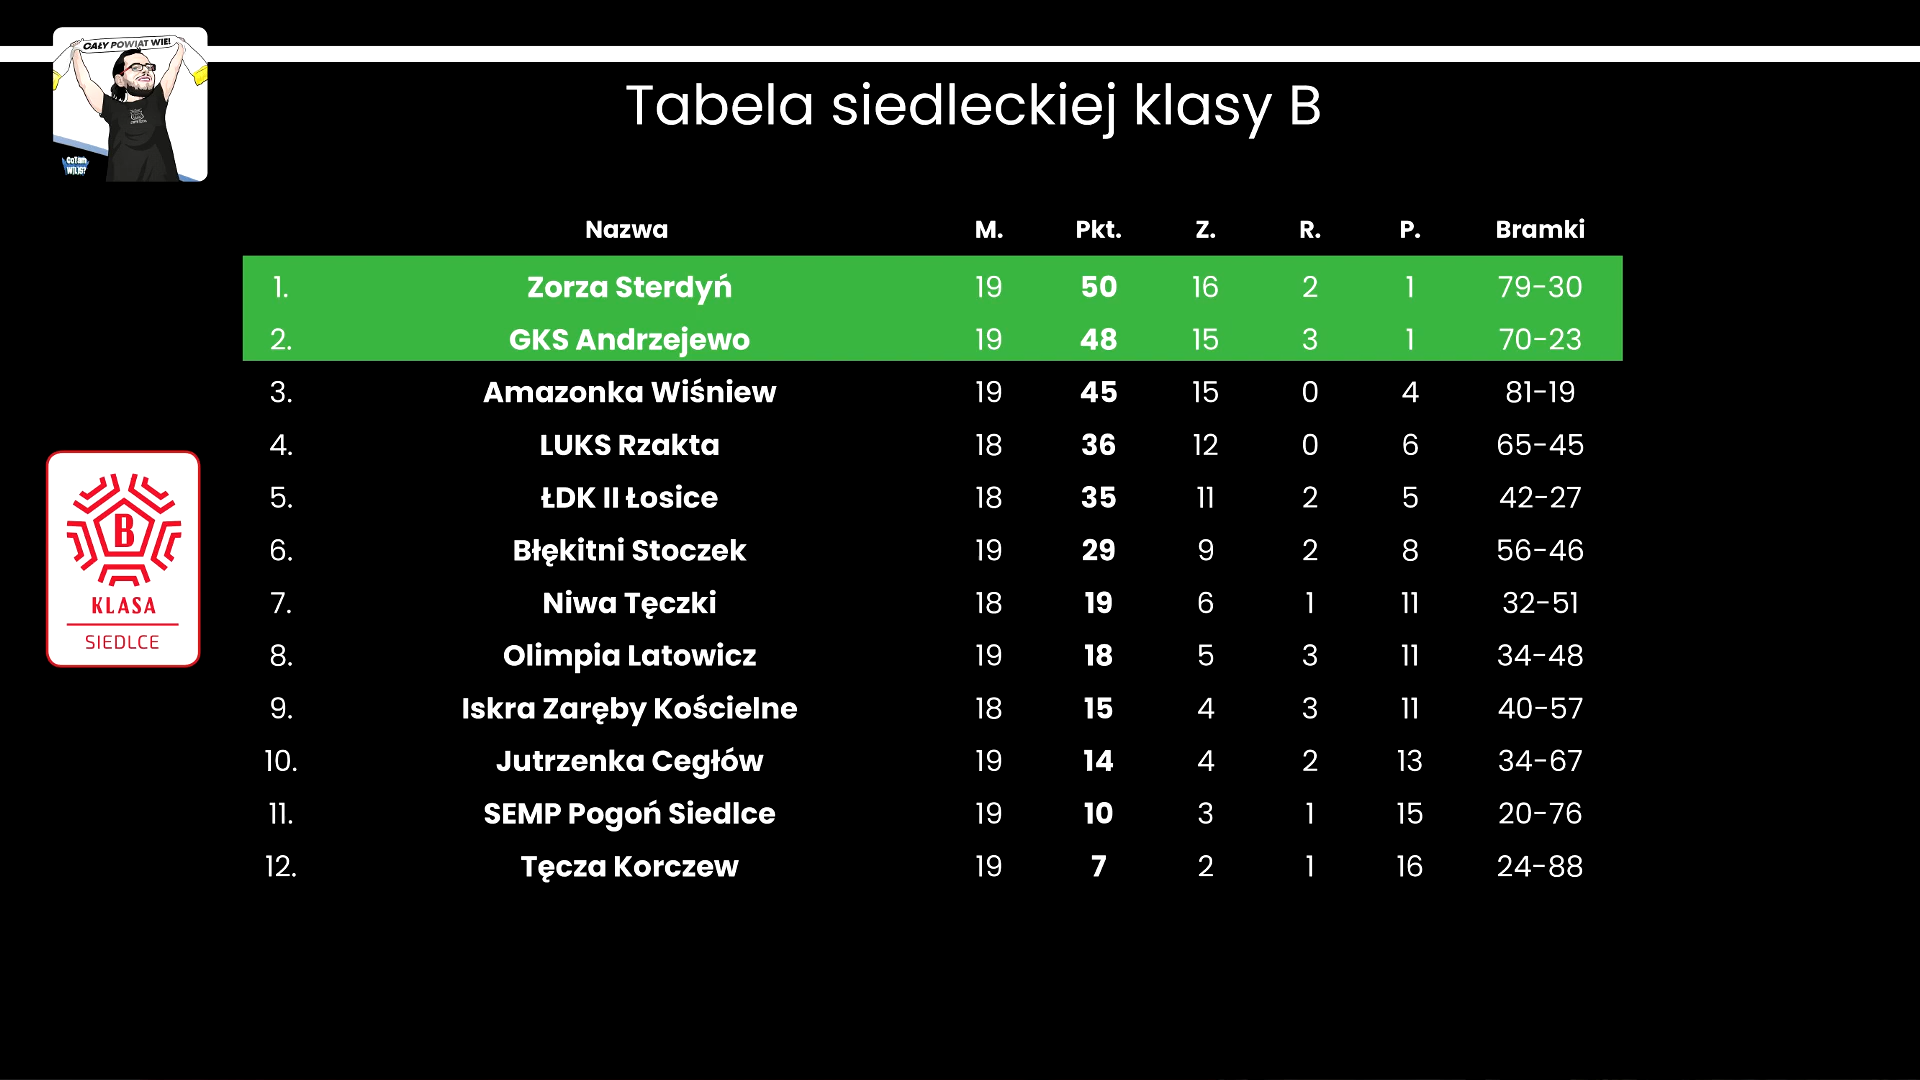 CAŁY POWIAT WIE!
Tabela siedleckiej klasy B
Nazwa M. Pkt. Z. R. P. Bramki
1. Zorza Sterdyń 19 50 16 2 1 79-30
2. GKS Andrzejewo 19 48 15 3 1 70-23
3. Amazonka Wiśniew 19 45 15 0 4 81-19
4. LUKS Rzakta 18 36 12 0 6 65-45
5. ŁDK II Łosice 18 35 11 2 5 42-27
6. Błękitni Stoczek 19 29 9 2 8 56-46
7. Niwa Tęczki 18 19 6 1 11 32-51
8. Olimpia Latowicz 19 18 5 3 11 34-48
9. Iskra Zaręby Kościelne 18 15 4 3 11 40-57
10. Jutrzenka Cegłów 19 14 4 2 13 34-67
11. SEMP Pogoń Siedlce 19 10 3 1 15 20-76
12. Tęcza Korczew 19 7 2 1 16 24-88
B
KLASA
SIEDLCE